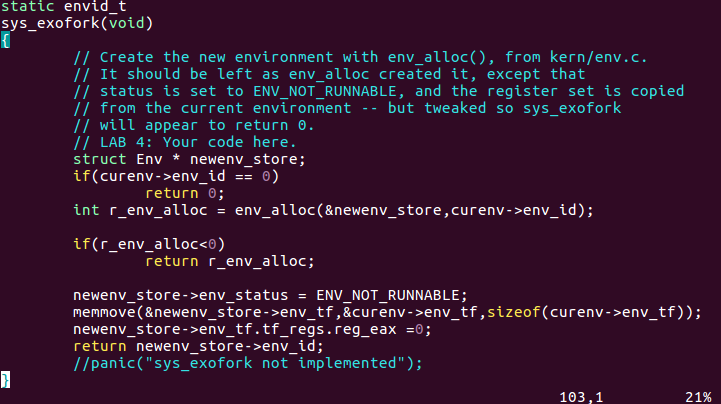 static envid_t
sys_exofork(void)
{
        // Create the new environment with env_alloc(), from kern/env.c.
        // It should be left as env_alloc created it, except that
        // status is set to ENV_NOT_RUNNABLE, and the register set is copied
        // from the current environment -- but tweaked so sys_exofork
        // will appear to return 0.
        // LAB 4: Your code here.
        struct Env * newenv_store;
        if(curenv->env_id == 0)
                return 0;
        int r_env_alloc = env_alloc(&newenv_store,curenv->env_id);

        if(r_env_alloc<0)
                return r_env_alloc;

        newenv_store->env_status = ENV_NOT_RUNNABLE;
        memmove(&newenv_store->env_tf,&curenv->env_tf,sizeof(curenv->env_tf));
        newenv_store->env_tf.tf_regs.reg_eax =0;
        return newenv_store->env_id;
        //panic("sys_exofork not implemented");
}
103,1 21%